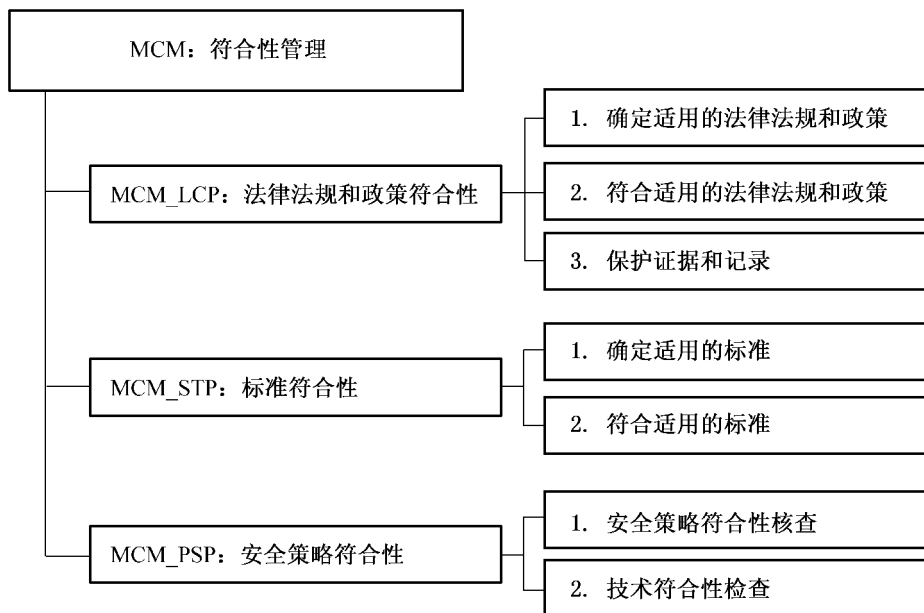 MCM：符合性管理
MCM_LCP：法律法规和政策符合性
1. 确定适用的法律法规和政策
2. 符合适用的法律法规和政策
3. 保护证据和记录
MCM_STP：标准符合性
1. 确定适用的标准
2. 符合适用的标准
MCM_PSP：安全策略符合性
1. 安全策略符合性核查
2. 技术符合性检查